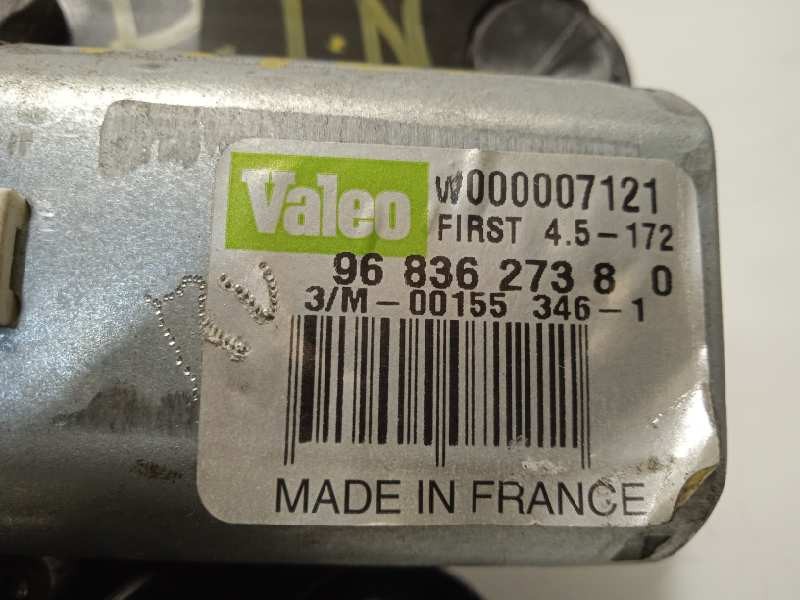 Valeo
W000007121
FIRST 4.5-172
96 836 273 8 0
3/M-00155 346-1
MADE IN FRANCE